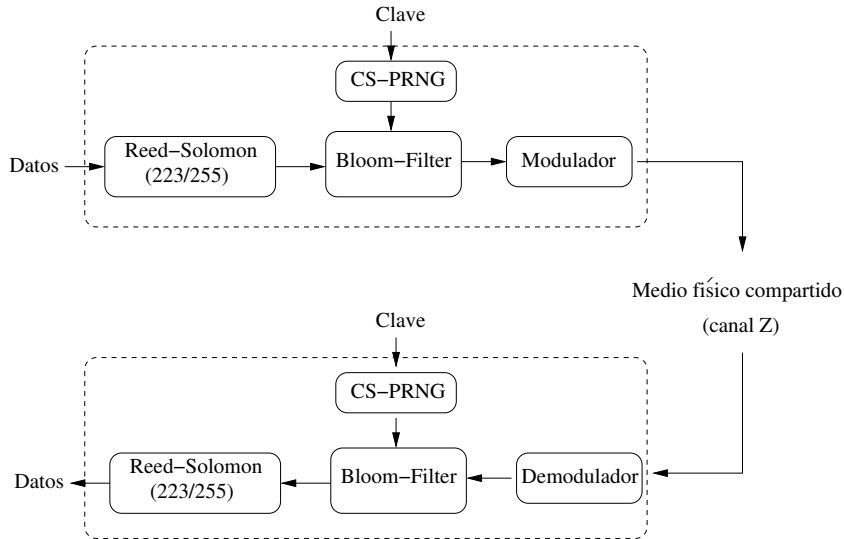 Clave
CS−PRNG
Datos
Reed−Solomon
(223/255)
Bloom−Filter
Modulador
Medio físico compartido
(canal Z)
Clave
CS−PRNG
Datos
Reed−Solomon
(223/255)
Bloom−Filter
Demodulador